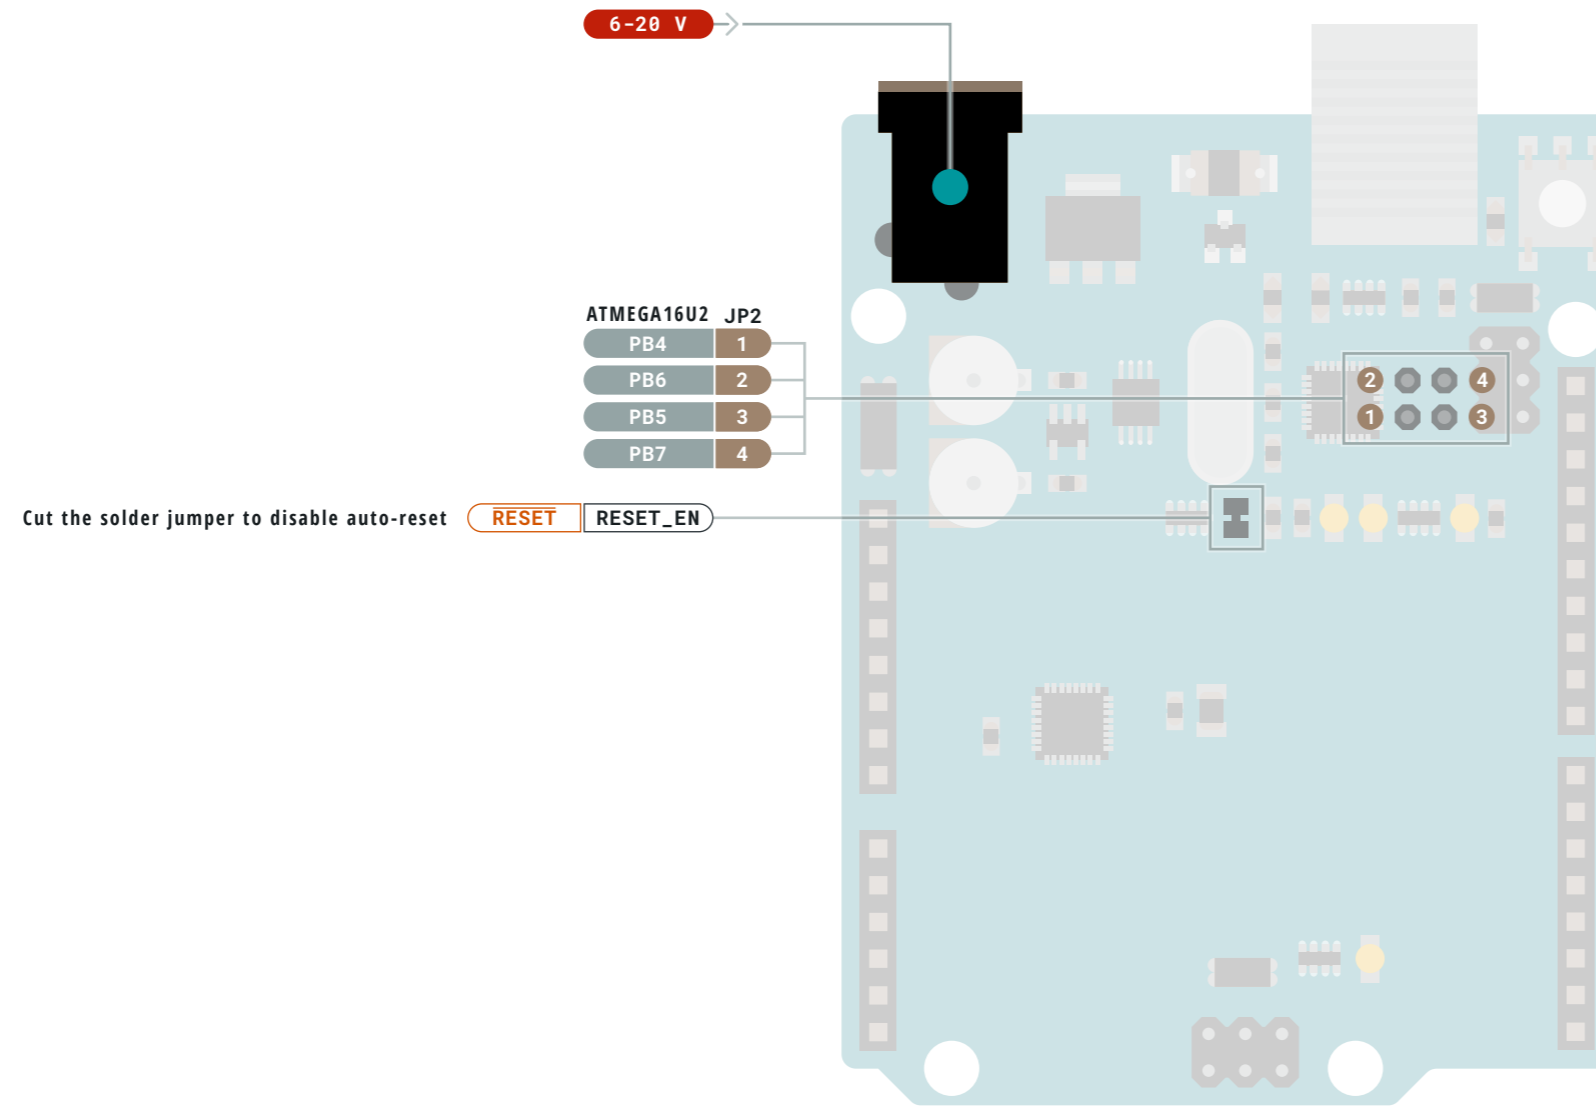 6-20 V
ATMEGA16U2 JP2
PB4 1
PB6 2
PB5 3
PB7 4
2 4
1 3
Cut the solder jumper to disable auto-reset RESET RESET_EN